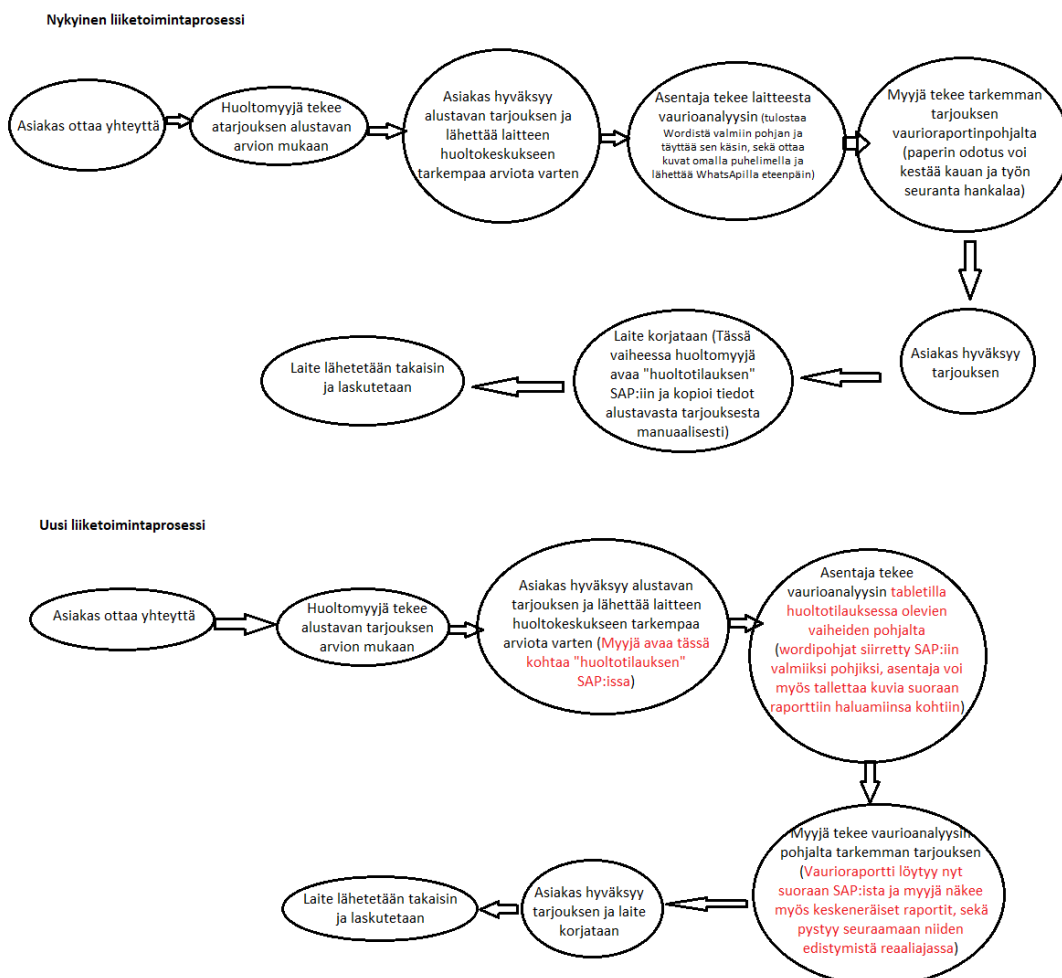 Nykyinen liiketoimintaprosessi
Asiakas ottaa yhteyttä
Huoltomyyjä tekee
atarjouksen alustavan
arvion mukaan
Asiakas hyväksyy
alustavan tarjouksen ja
lähettää laitteen
huoltokeskukseen
tarkempaa arviota varten
Asentaja tekee laitteesta
vaurioanalyysin (tulostaa
Wordistä valmiin pohjan ja
täyttää sen käsin, sekä ottaa
kuvat omalla puhelimella ja
lähettää WhatsApilla eteenpäin)
Myyjä tekee tarkemman
tarjouksen
vaurioraportinpohjalta
(paperin odotus voi
kestää kauan ja työn
seuranta hankalaa)
Asiakas hyväksyy
tarjouksen
Laite korjataan (Tässä
vaiheessa huoltomyyjä
avaa "huoltotilauksen"
SAP:iin ja kopioi tiedot
alustavasta tarjouksesta
manuaalisesti)
Laite lähetetään takaisin
ja laskutetaan
Uusi liiketoimintaprosessi
Asiakas ottaa yhteyttä
Huoltomyyjä tekee
alustavan tarjouksen
arvion mukaan
Asiakas hyväksyy alustavan
tarjouksen ja lähettää laitteen
huoltokeskukseen tarkempaa
arviota varten (Myyjä avaa tässä
kohtaa "huoltotilauksen"
SAP:issa)
Asentaja tekee
vaurioanalyysin tabletilla
huoltotilauksessa olevien
vaiheiden pohjalta
(wordipohjat siirretty SAP:iin
valmiiksi pohjiksi, asentaja voi
myös tallettaa kuvia suoraan
raporttiin haluamiinsa kohtiin)
Myyjä tekee vaurioanalyysin
pohjalta tarkemman tarjouksen
(Vaurioraportti löytyy nyt
suoraan SAP:ista ja myyjä näkee
myös keskeneräiset raportit, sekä
pystyy seuraamaan niiden
edistymistä reaaliajassa)
Asiakas hyväksyy
tarjouksen ja laite
korjataan
Laite lähetetään takaisin
ja laskutetaan